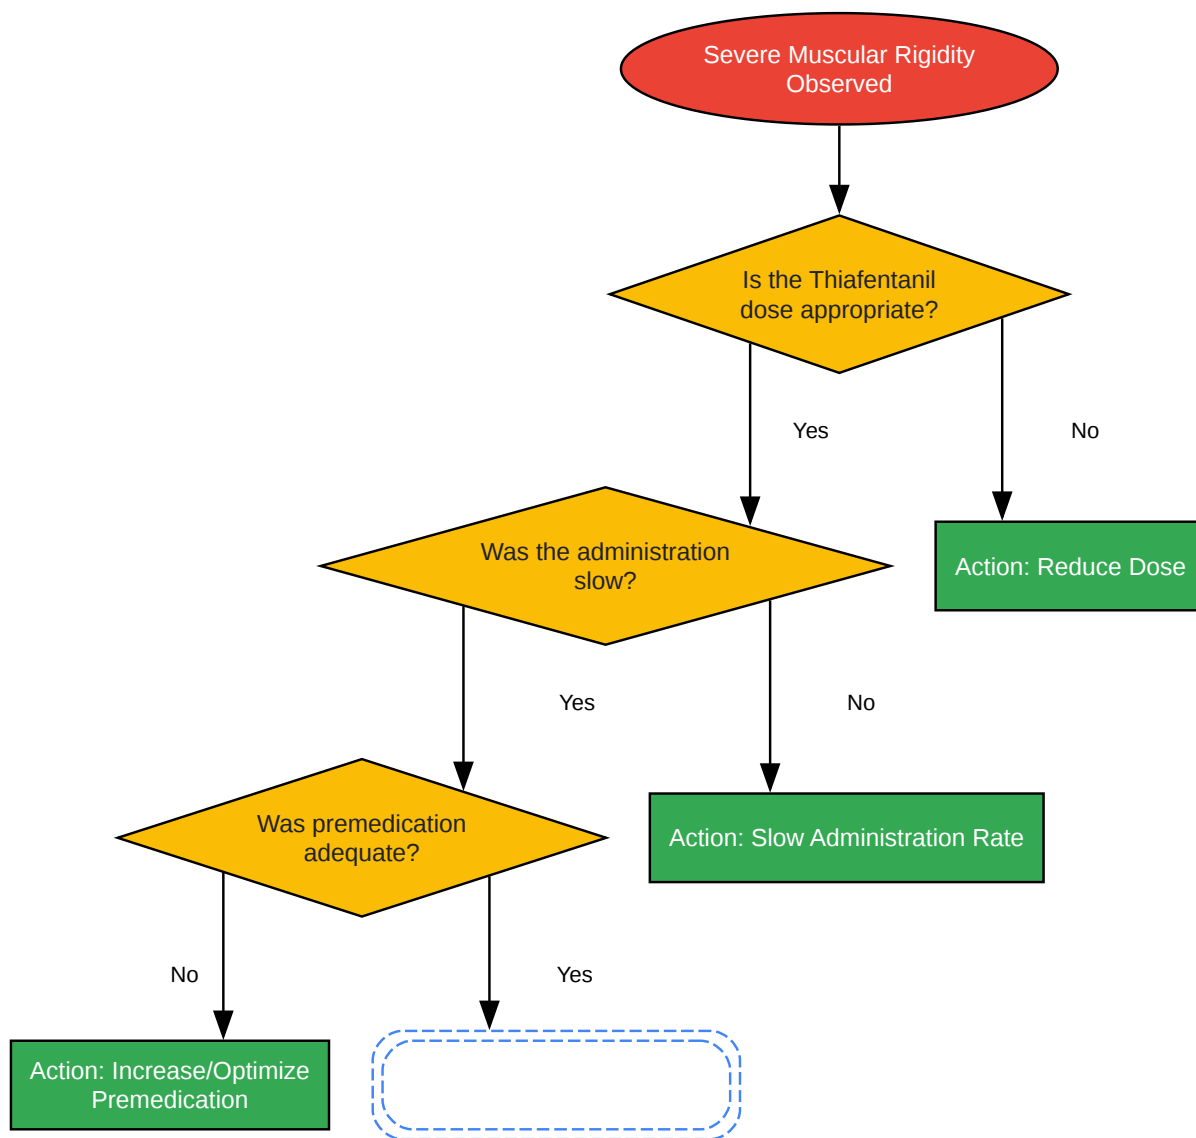 Severe Muscular Rigidity
Observed
Is the Thiafentanil
dose appropriate?
Yes
No
Was the administration
slow?
Action: Reduce Dose
Yes
No
Was premedication
adequate?
Action: Slow Administration Rate
No
Yes
Action: Increase/Optimize
Premedication